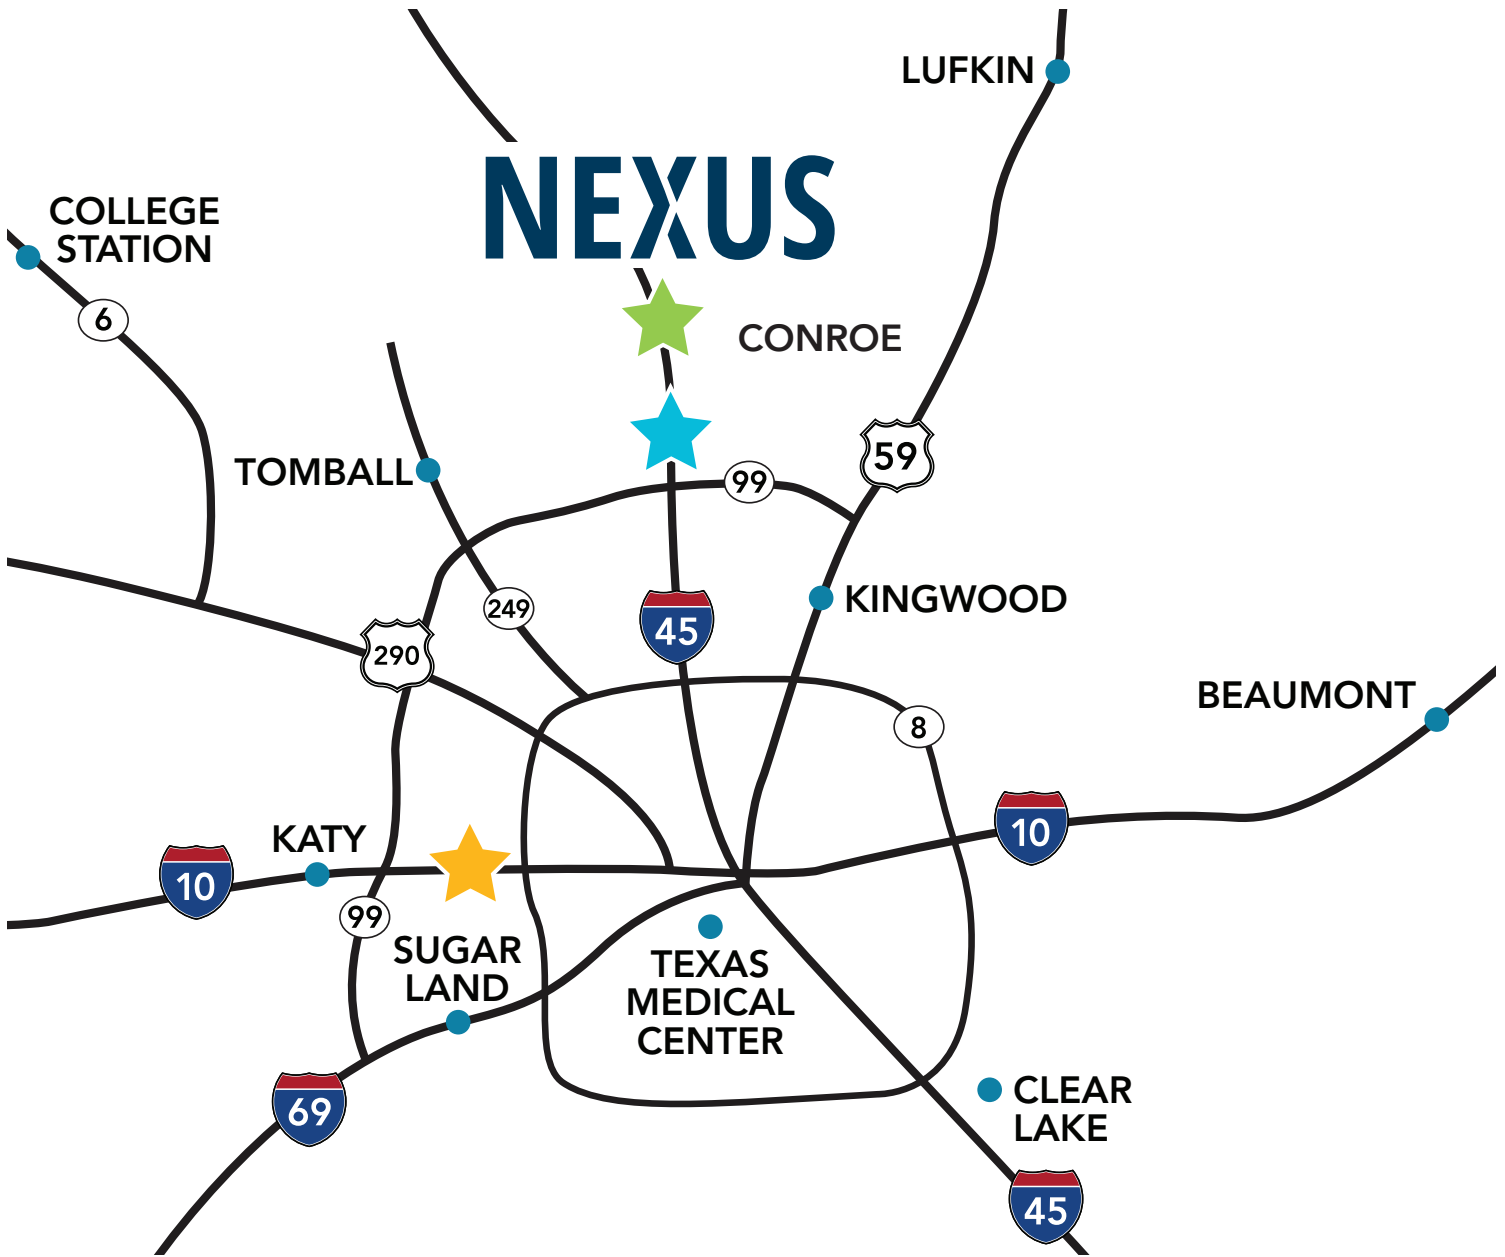 LUFKIN
NEXUS
COLLEGE
STATION
6
CONROE
59
TOMBALL
99
249
45
KINGWOOD
290
BEAUMONT
8
10
KATY
10
99
SUGAR
LAND
TEXAS
MEDICAL
CENTER
69
CLEAR
LAKE
45